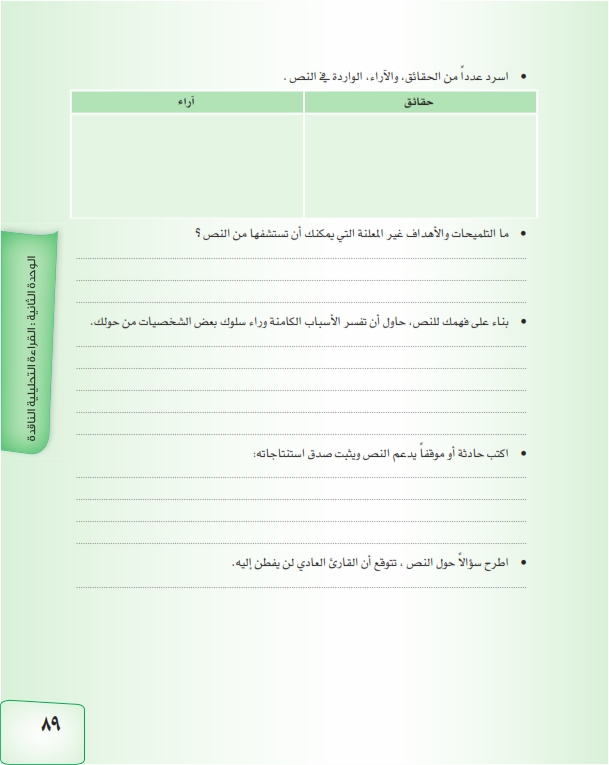 • اسرد عدداً من الحقائق، والآراء، الواردة في النص .
حقائق
آراء
• ما التلميحات والأهداف غير المعلنة التي يمكنك أن تستشفها من النص ؟
• بناء على فهمك للنص، حاول أن تفسر الأسباب الكامنة وراء سلوك بعض الشخصيات من حولك.
• اكتب حادثة أو موقفاً يدعم النص ويثبت صدق استنتاجاته:
• اطرح سؤالاً حول النص ، تتوقع أن القارئ العادي لن يفطن إليه.
الوحدة الثانية : القراءة التحليلية الناقدة
٨٩